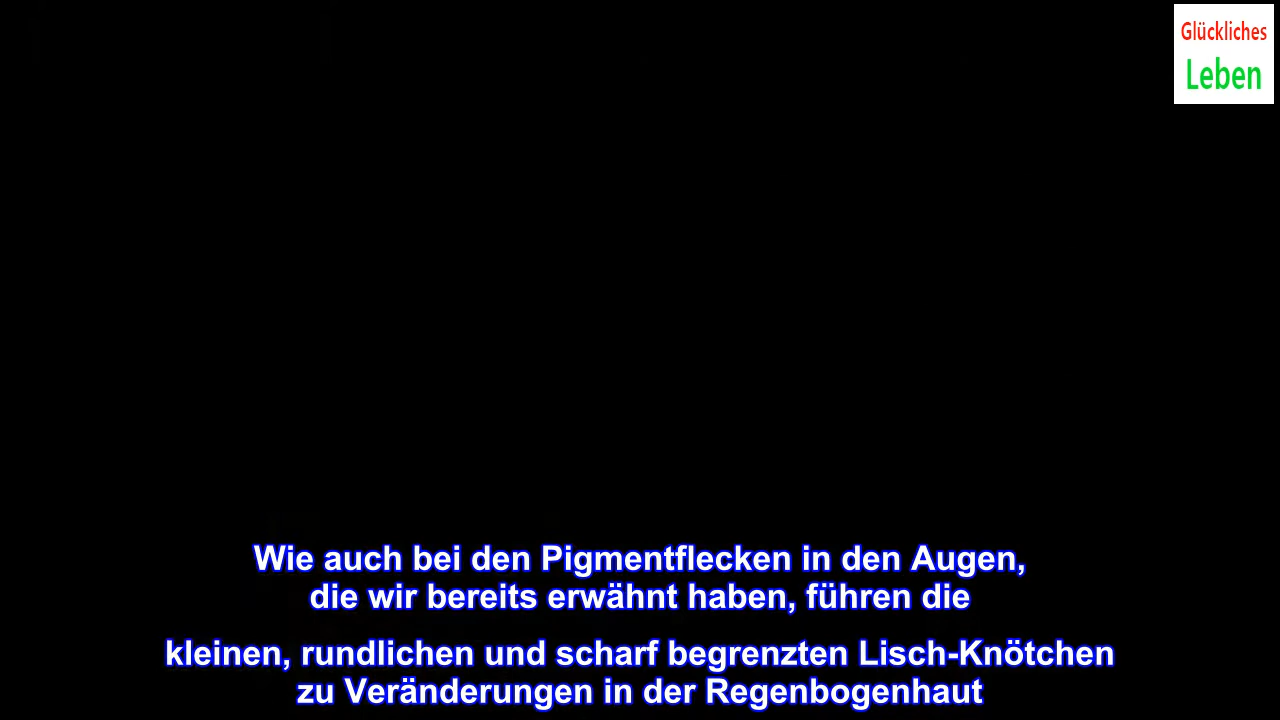 Glückliches
Leben
Wie auch bei den Pigmentflecken in den Augen,
die wir bereits erwähnt haben, führen die
kleinen, rundlichen und scharf begrenzten Lisch-Knötchen
zu Veränderungen in der Regenbogenhaut